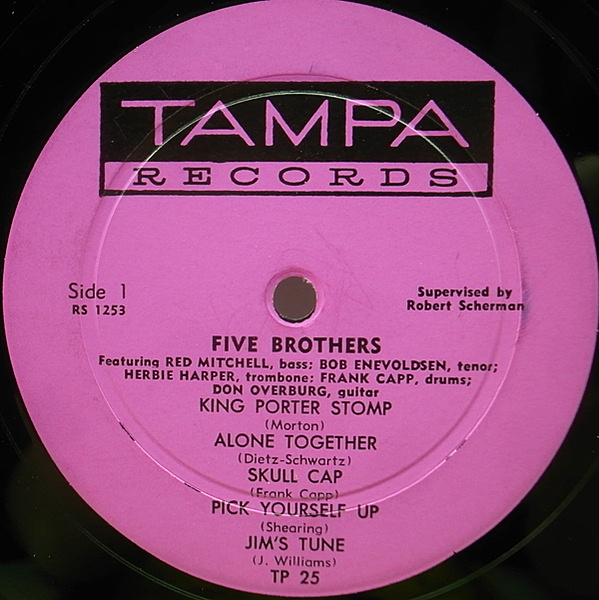 TAMPA
RECORDS
Side 1
RS 1253
Supervised by
Robert Scherman
FIVE BROTHERS
Featuring RED MITCHELL, bass; BOB ENEVOLDSEN, tenor;
HERBIE HARPER, trombone; FRANK CAPP, drums;
DON OVERBURG, guitar
KING PORTER STOMP
(Morton)
ALONE TOGETHER
(Dietz-Schwartz)
SKULL CAP
(Frank Capp)
PICK YOURSELF UP
(Shearing)
JIM'S TUNE
(J. Williams)
TP 25